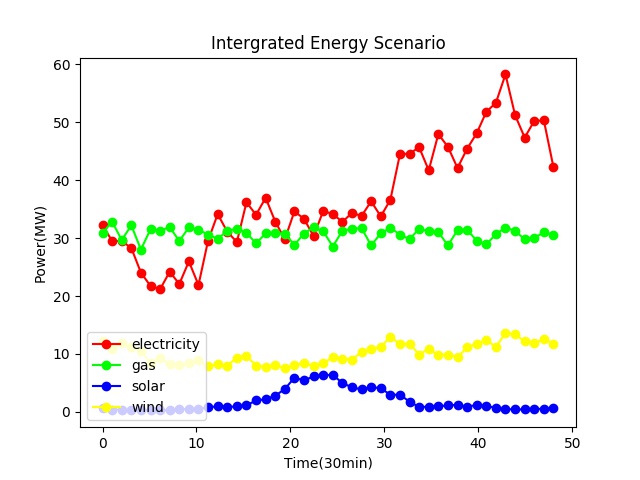 Intergrated Energy Scenario
Power(MW)
60
50
40
30
20
10
0
electricity
gas
solar
wind
0 10 20 30 40 50
Time(30min)